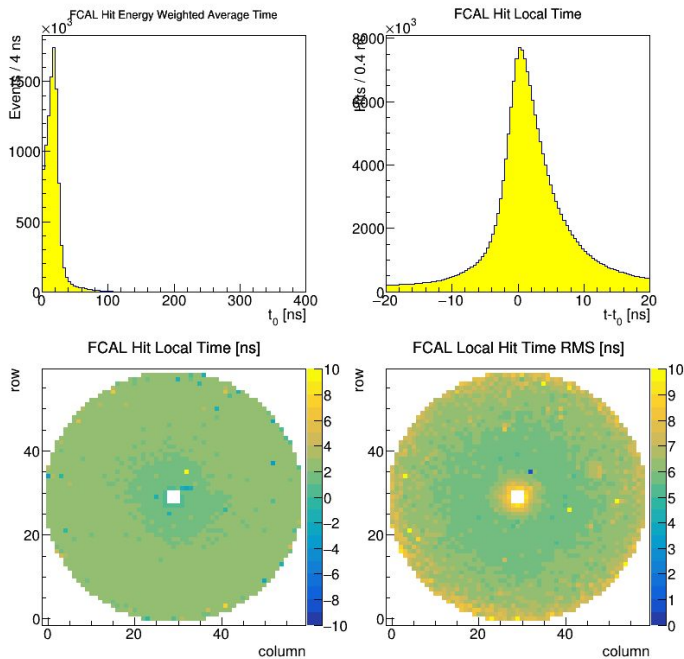 FCAL Hit Energy Weighted Average Time
×10³
Events / 4 ns
1500
1000
500
0
0 100 200 300 400
t₀ [ns]
FCAL Hit Local Time
×10³
Hits / 0.4 ns
8000
6000
4000
2000
0
−20 −10 0 10 20
t-t₀ [ns]
FCAL Hit Local Time [ns]
row
40
20
0
0 20 40
column
10
8
6
4
2
0
−2
−4
−6
−8
−10
FCAL Local Hit Time RMS [ns]
row
40
20
0
0 20 40
column
10
9
8
7
6
5
4
3
2
1
0